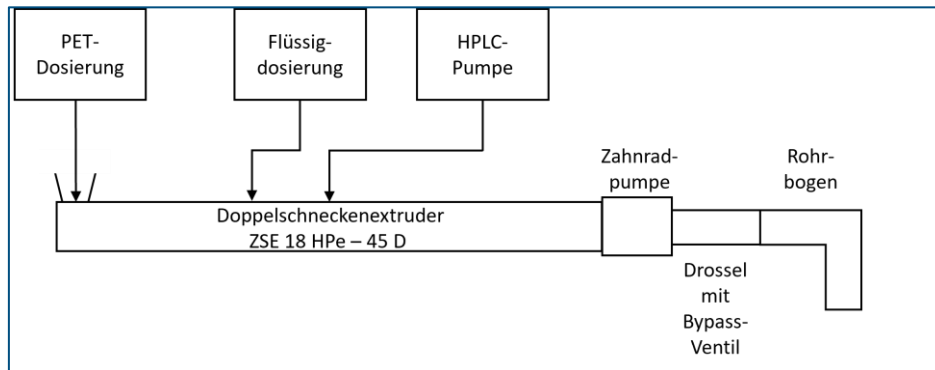 PET-
Dosierung
Flüssig-
dosierung
HPLC-
Pumpe
Doppelschneckenextruder
ZSE 18 HPe – 45 D
Zahnrad-
pumpe
Drossel
mit
Bypass-
Ventil
Rohr-
bogen